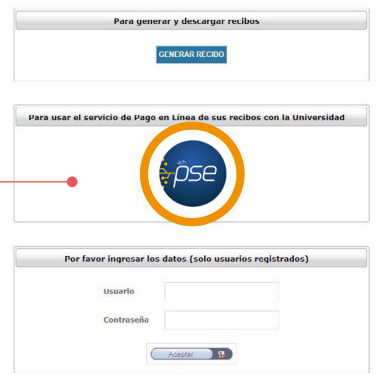 Para generar y descargar recibos
GENERAR RECIBO
Para usar el servicio de Pago en Línea de sus recibos con la Universidad
ach
pse
Por favor ingresar los datos (solo usuarios registrados)
Usuario
Contraseña
Aceptar